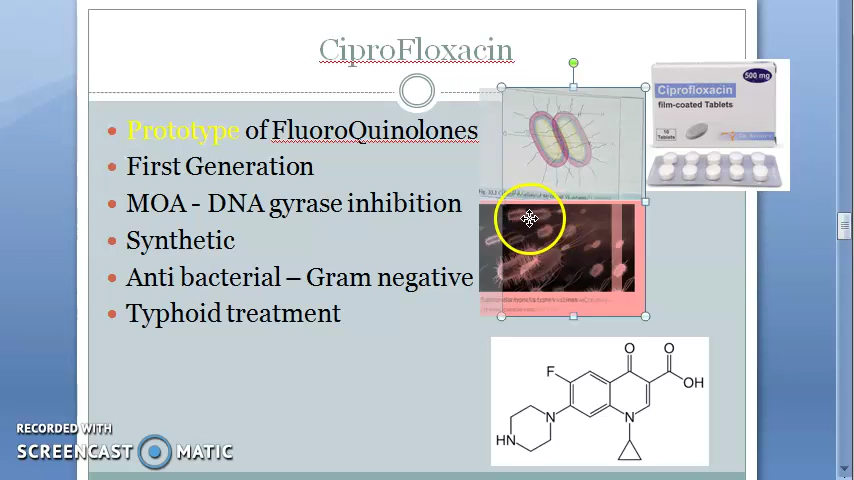 CiproFloxacin
Prototype of FluoroQuinolones
First Generation
MOA - DNA gyrase inhibition
Synthetic
Anti bacterial – Gram negative
Typhoid treatment
500 mg
Ciprofloxacin
film-coated Tablets
10
Tablets
F
O
O
OH
N
N
HN
RECORDED WITH
SCREENCAST MATIC